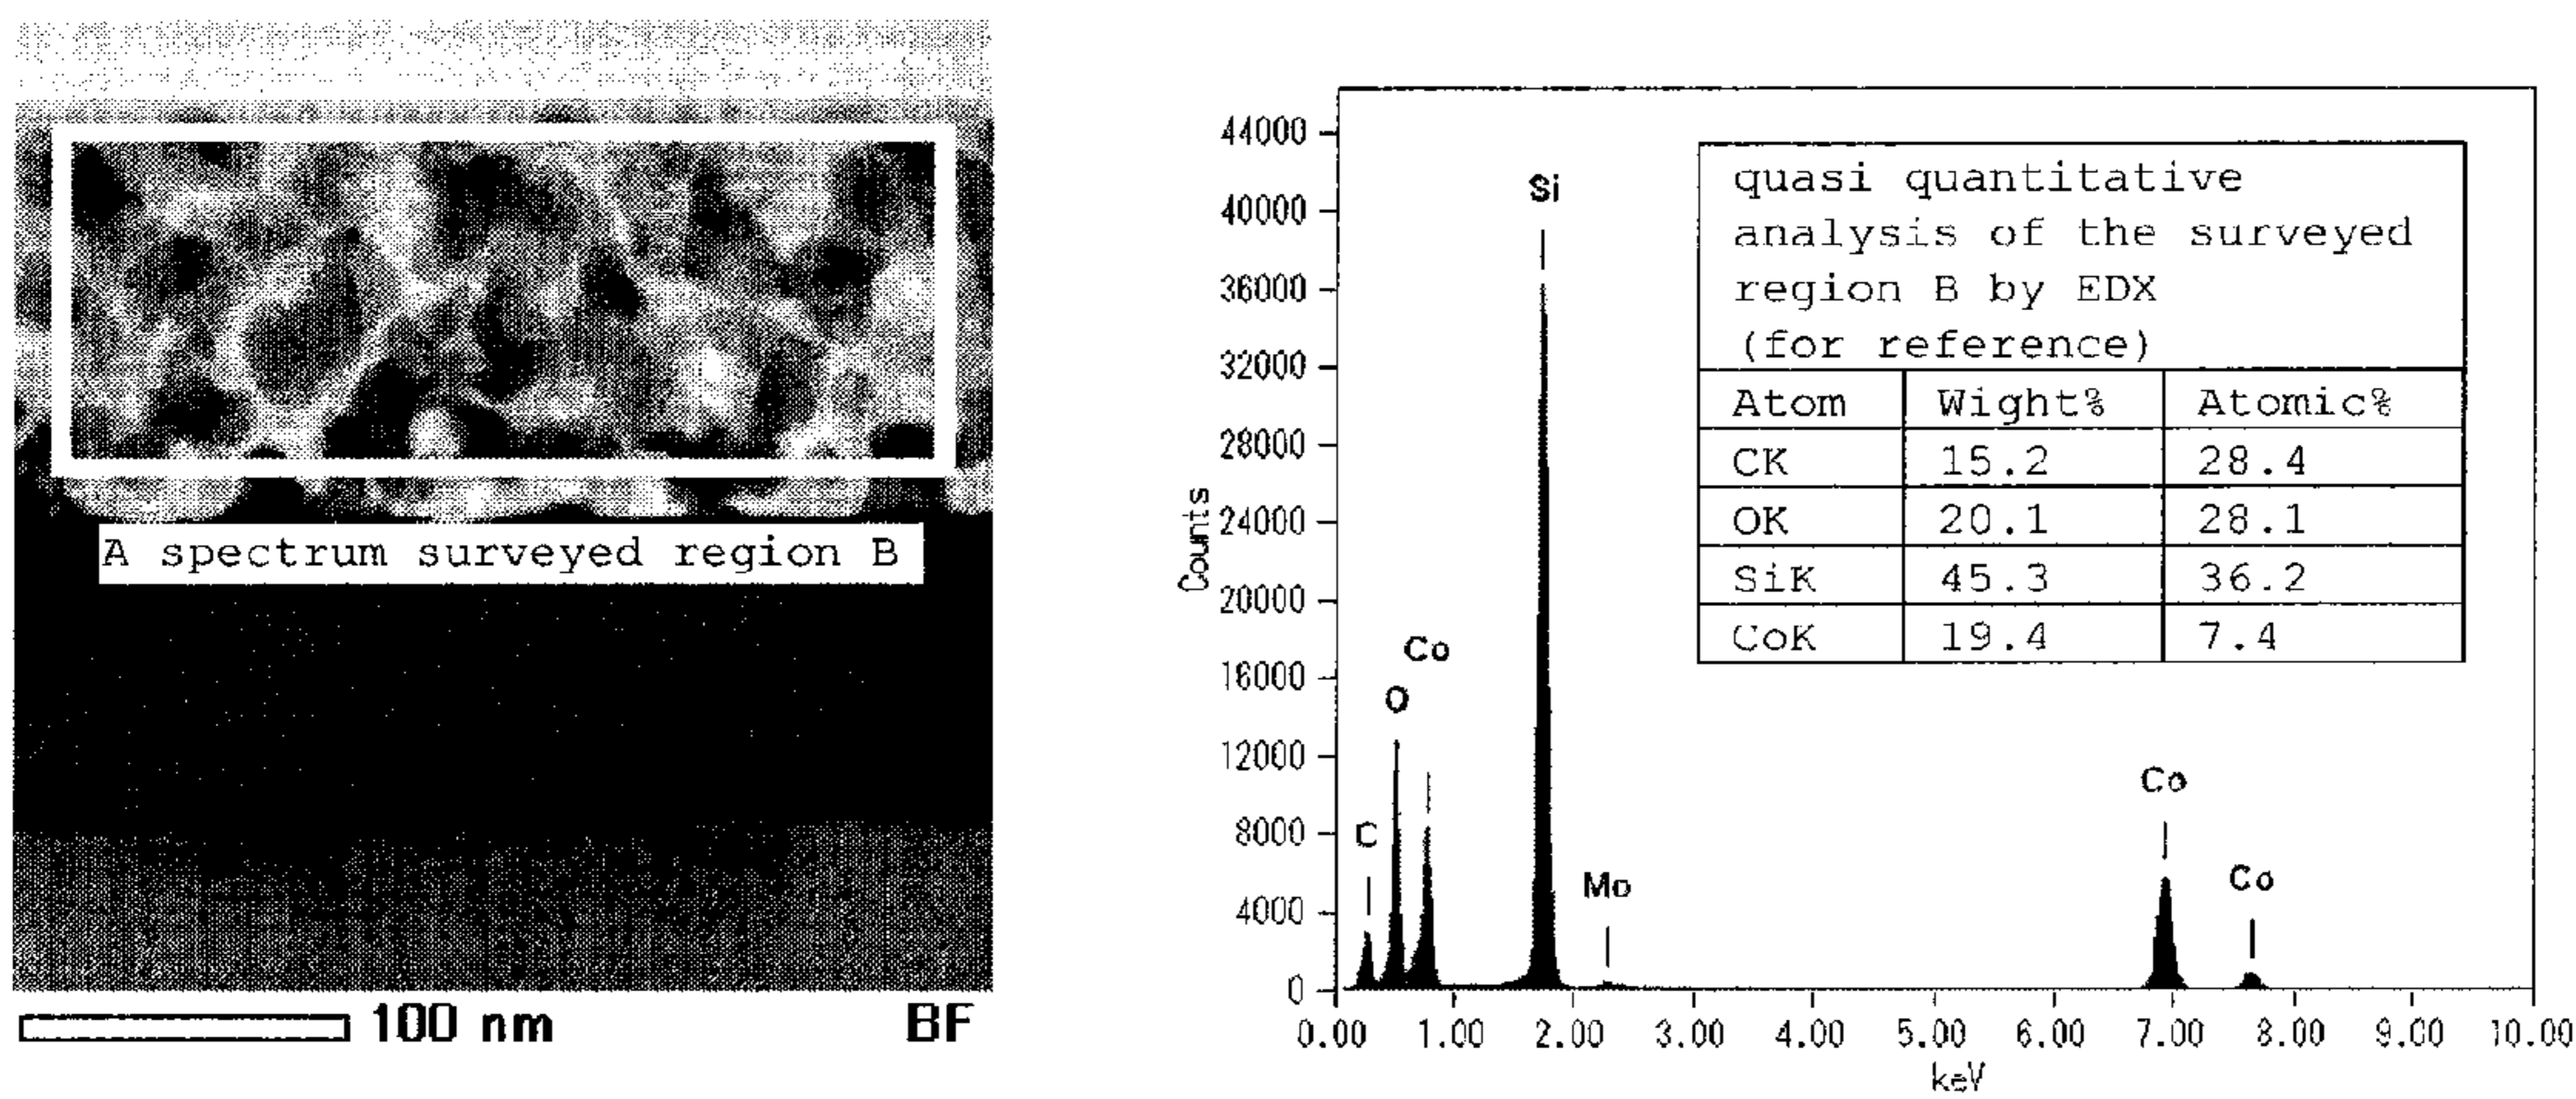 A spectrum surveyed region B
100 nm
BF
44000
40000
36000
32000
28000
24000
20000
16000
12000
8000
4000
0
Counts
C
O
Co
Si
Mo
Co
Co
0.00 1.00 2.00 3.00 4.00 5.00 6.00 7.00 8.00 9.00 10.00
keV
quasi quantitative
analysis of the surveyed
region B by EDX
(for reference)
Atom Wight% Atomic%
CK 15.2 28.4
OK 20.1 28.1
SiK 45.3 36.2
CoK 19.4 7.4